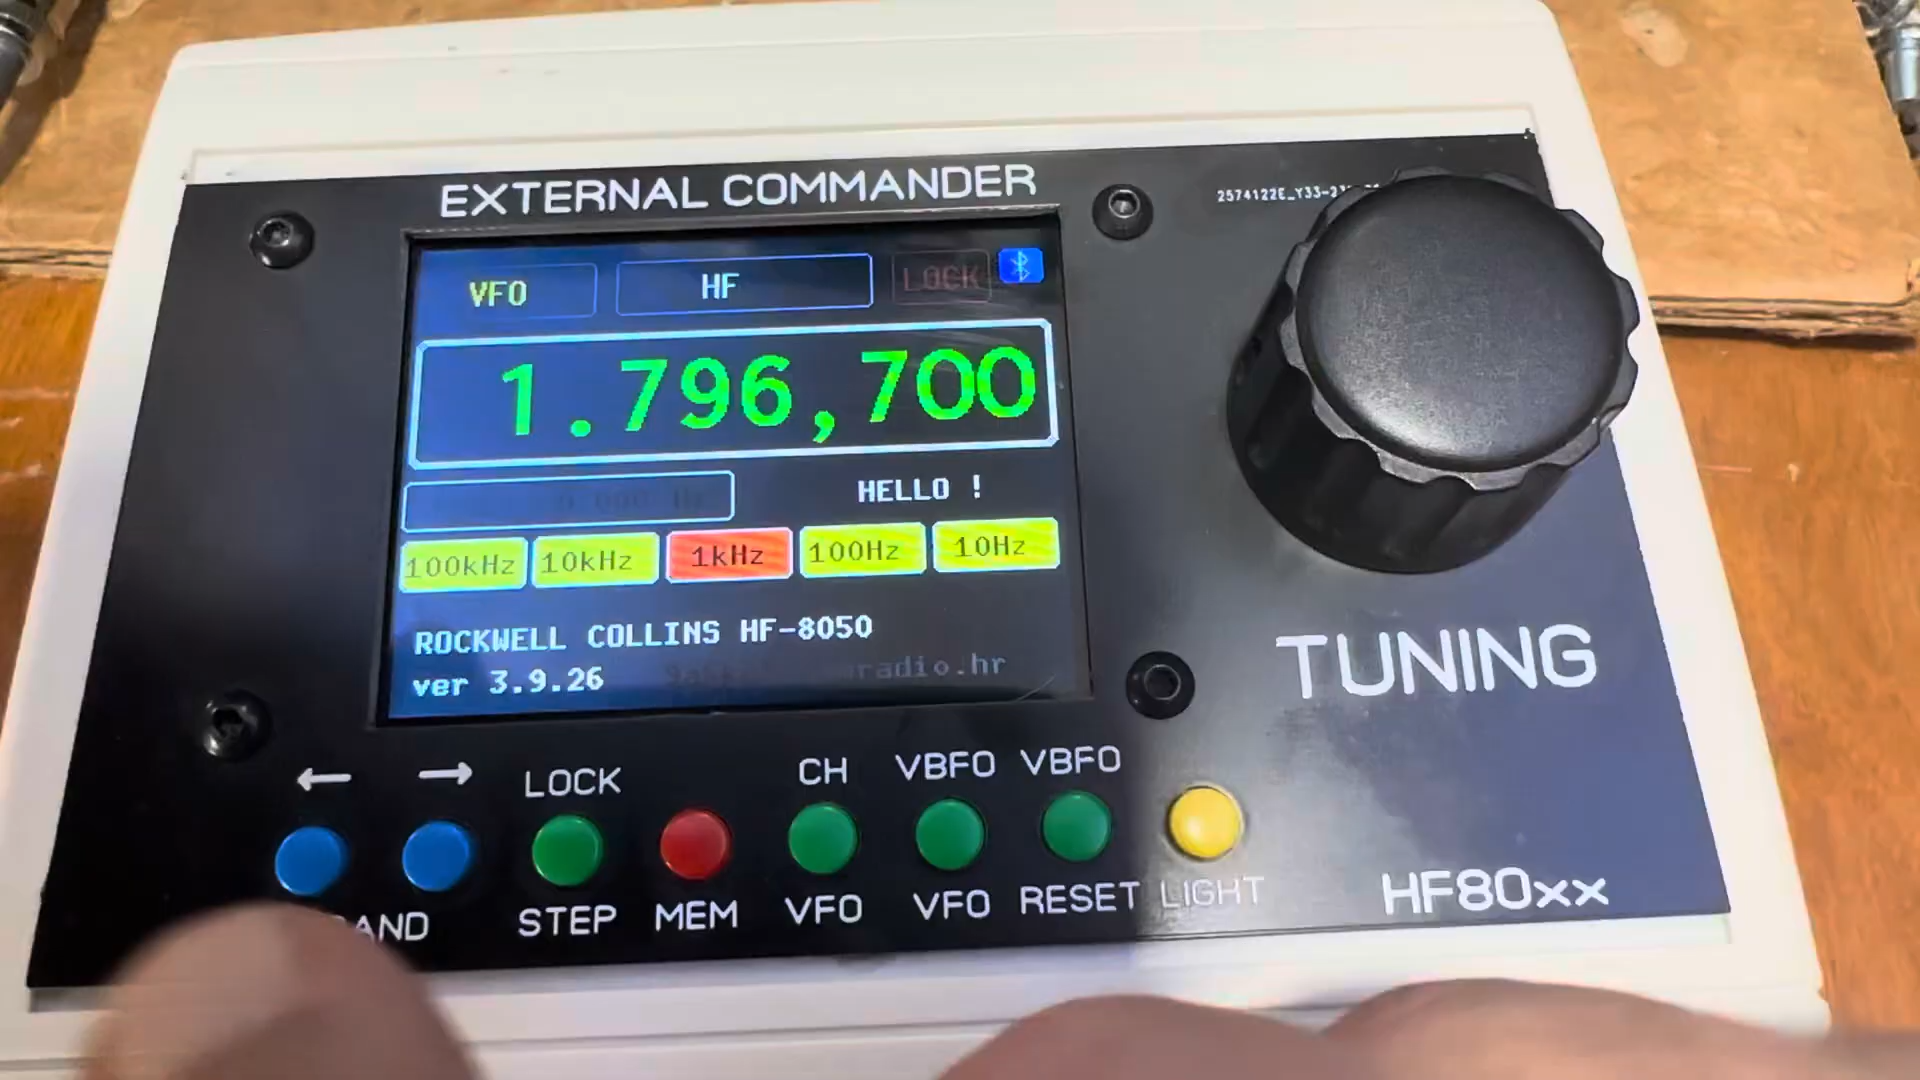 EXTERNAL COMMANDER
VFO HF LOCK
1.796,700
HELLO !
100kHz 10kHz 1kHz 100Hz 10Hz
ROCKWELL COLLINS HF-8050
ver 3.9.26
TUNING
← → LOCK CH VBFO VBFO
STEP MEM VFO VFO RESET LIGHT
HF80xx